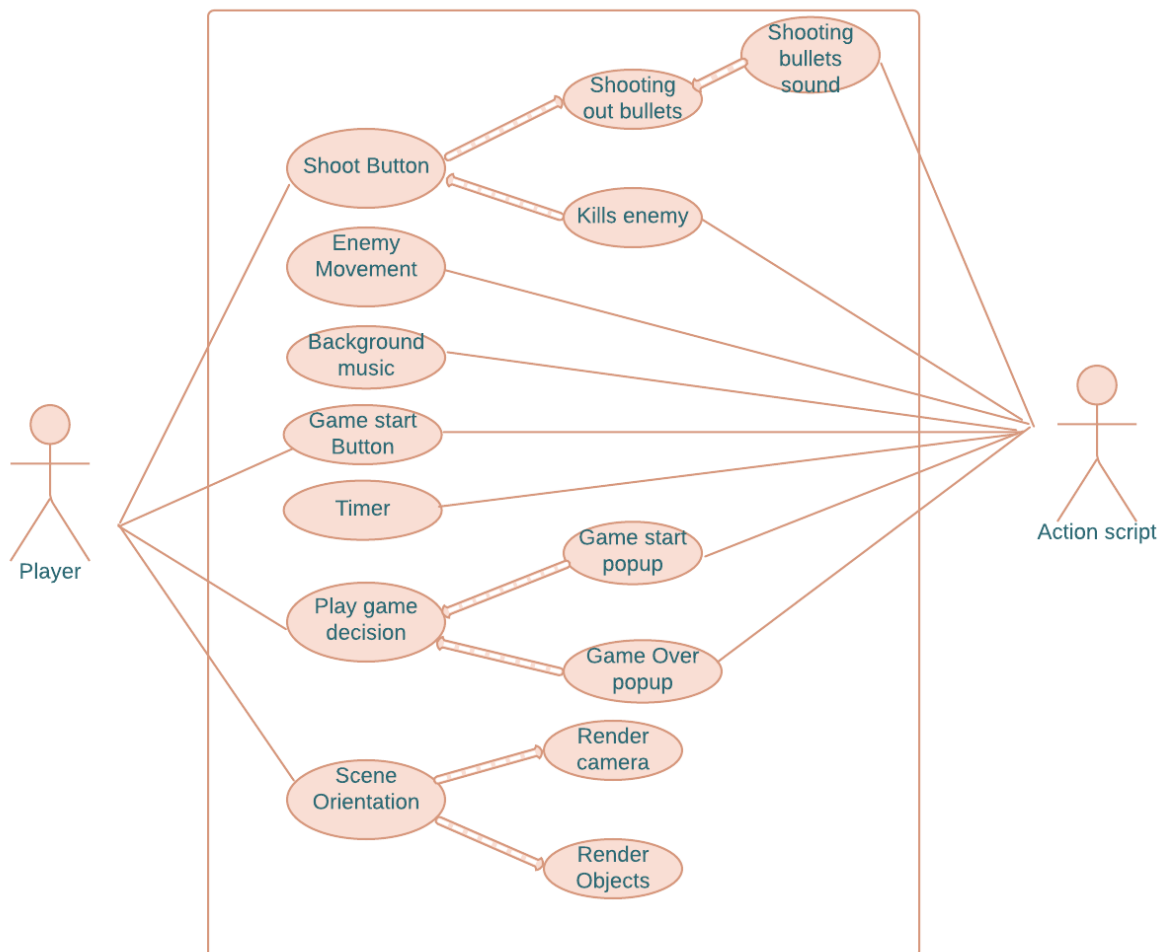 Shooting
bullets
sound
Shooting
out bullets
Shoot Button
Kills enemy
Enemy
Movement
Background
music
Game start
Button
Timer
Game start
popup
Action script
Player
Play game
decision
Game Over
popup
Render
camera
Scene
Orientation
Render
Objects